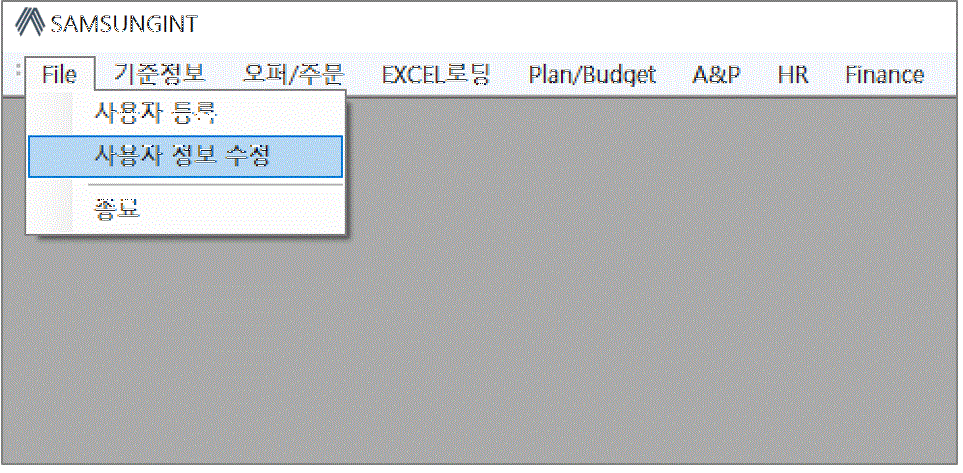 SAMSUNGINT
File 기준정보 오퍼/주문 EXCEL로딩 Plan/Budget A&P HR Finance
사용자 등록
사용자 정보 수정
종료